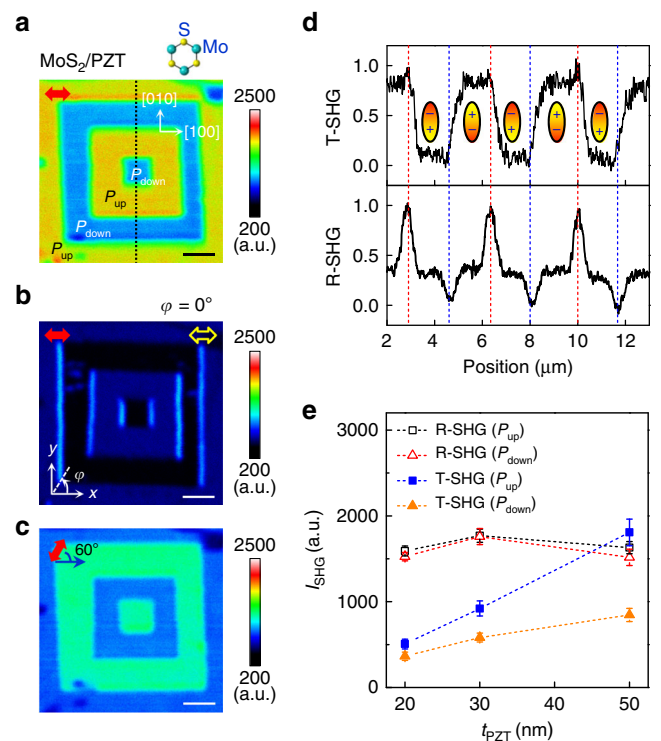 a
S
Mo
MoS2/PZT
[010]
[100]
Pdown
Pup
Pdown
Pup
2500
200
(a.u.)
b
φ = 0°
y
φ
x
2500
200
(a.u.)
c
60°
2500
200
(a.u.)
d
T-SHG
1.0
0.5
0.0
− + − + −
+ − + − +
R-SHG
1.0
0.5
0.0
2 4 6 8 10 12
Position (μm)
e
ISHG (a.u.)
3000
2000
1000
0
R-SHG (Pup)
R-SHG (Pdown)
T-SHG (Pup)
T-SHG (Pdown)
20 30 40 50
tPZT (nm)